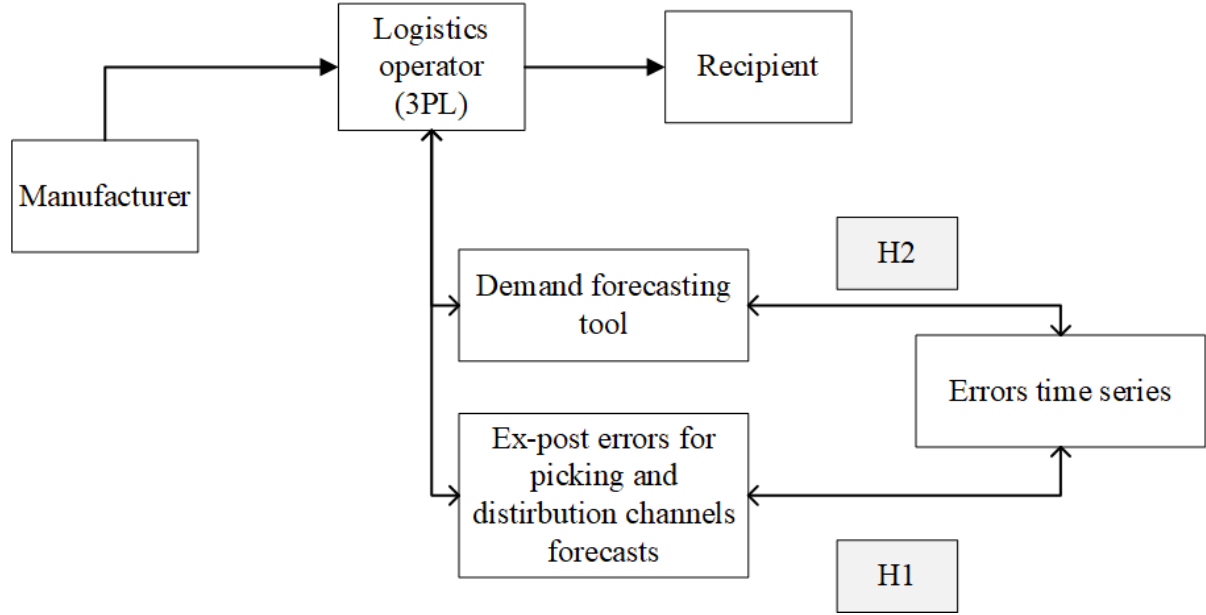 Logistics
operator
(3PL)
Recipient
Manufacturer
H2
Demand forecasting
tool
Errors time series
Ex-post errors for
picking and
distirbution channels
forecasts
H1